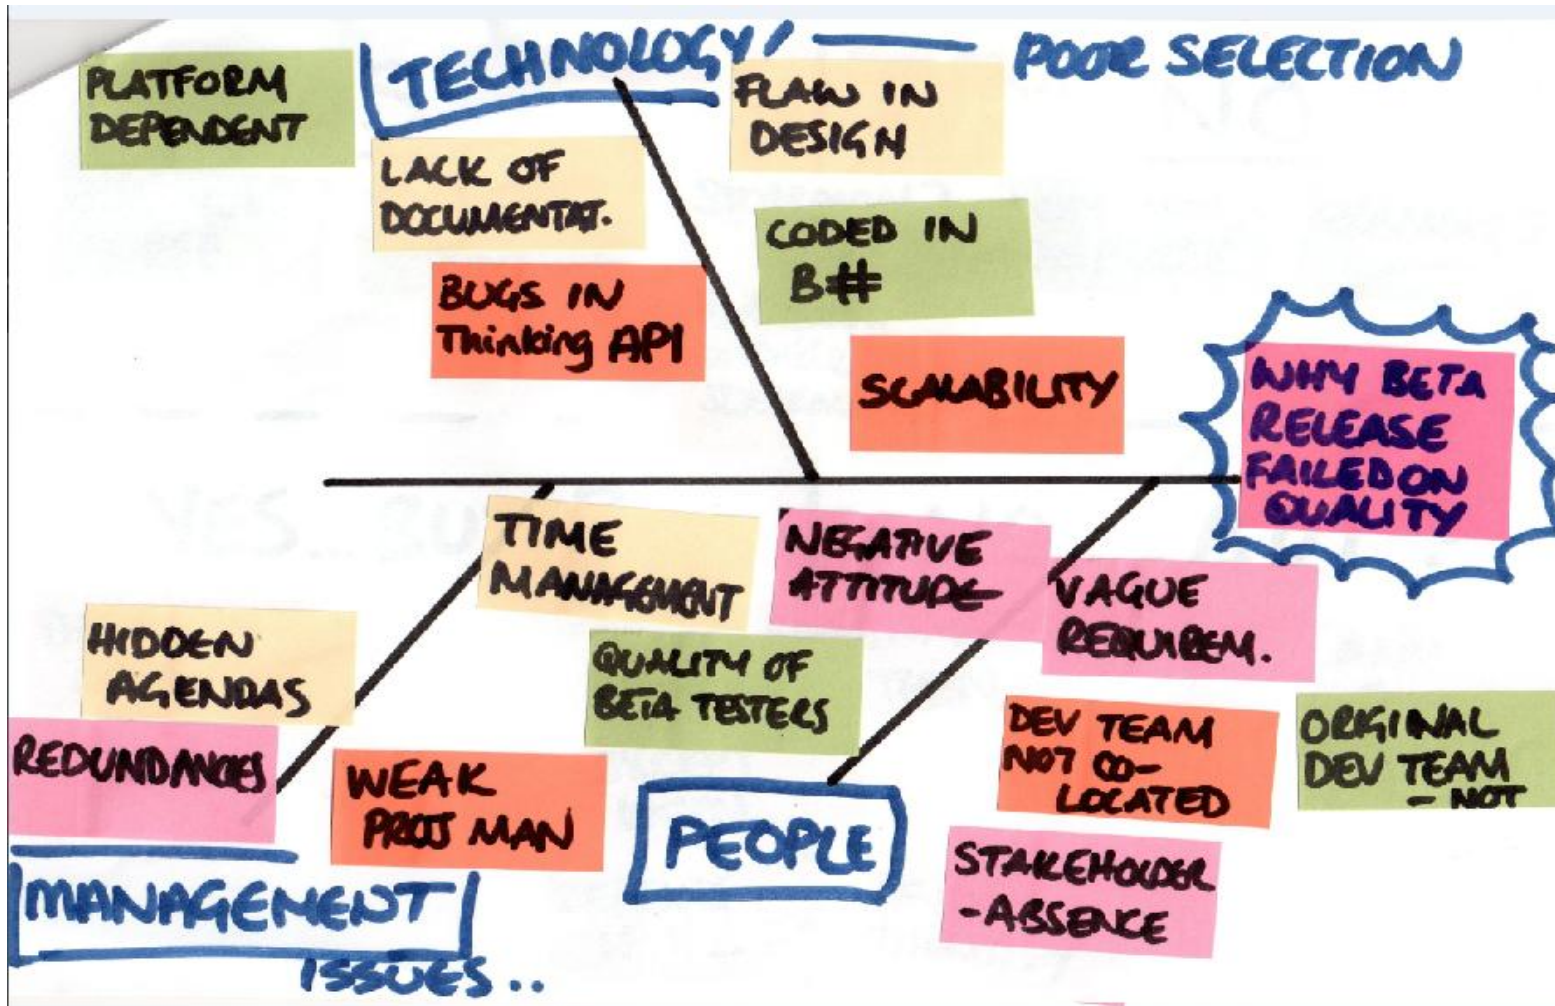 TECHNOLOGY/ — POOR SELECTION
PLATFORM
DEPENDENT
LACK OF
DOCUMENTAT.
BUGS IN
Thinking API
FLAW IN
DESIGN
CODED IN
B#
SCALABILITY
WHY BETA
RELEASE
FAILED ON
QUALITY
TIME
MANAGEMENT
HIDDEN
AGENDAS
REDUNDANCIES
WEAK
PROJ MAN
MANAGEMENT
ISSUES..
NEGATIVE
ATTITUDE
QUALITY OF
BETA TESTERS
PEOPLE
VAGUE
REQUIREM.
DEV TEAM
NOT CO-
LOCATED
ORIGINAL
DEV TEAM
- NOT
STAKEHOLDER
- ABSENCE
YES...